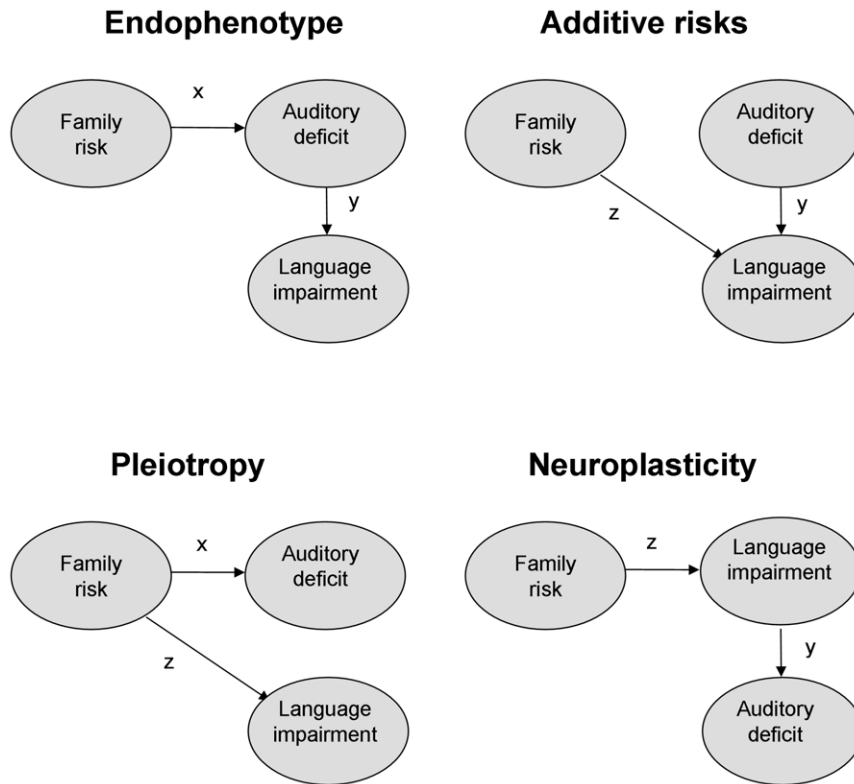 Endophenotype
Family
risk
x
Auditory
deficit
y
Language
impairment
Additive risks
Family
risk
Auditory
deficit
z
y
Language
impairment
Pleiotropy
Family
risk
x
Auditory
deficit
z
Language
impairment
Neuroplasticity
Family
risk
z
Language
impairment
y
Auditory
deficit